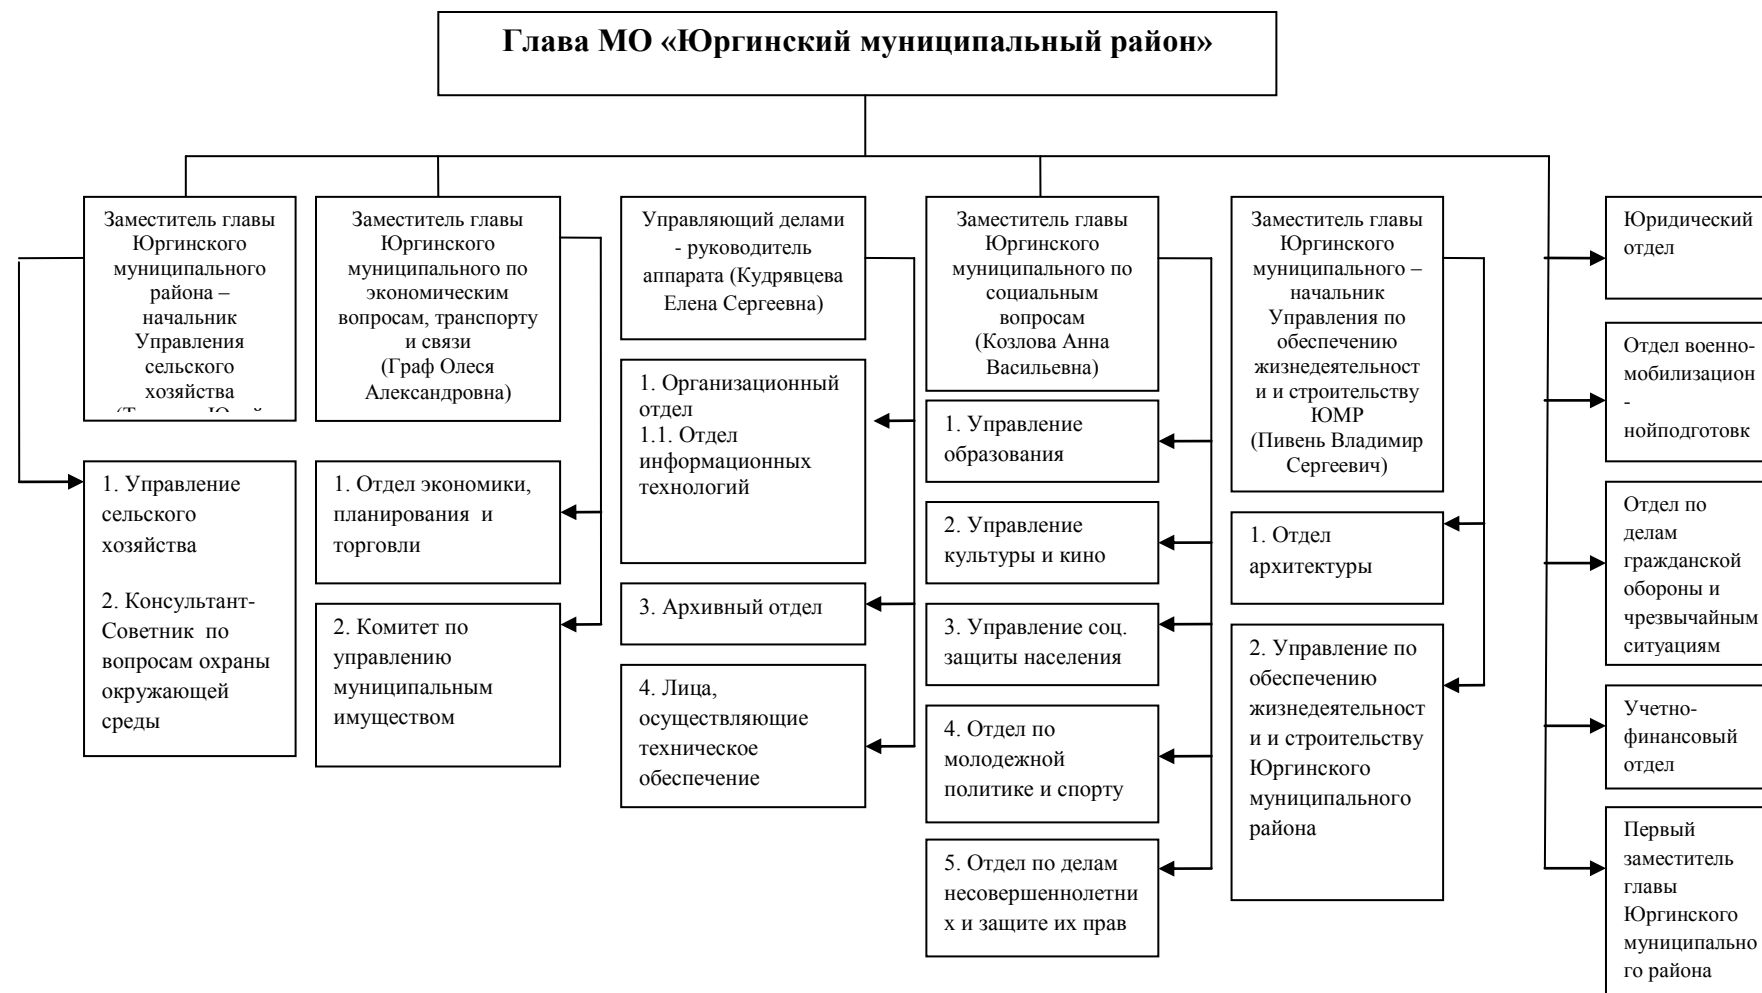 Глава МО «Юргинский муниципальный район»
Заместитель главы
Юргинского
муниципального
района –
начальник
Управления
сельского
хозяйства
Заместитель главы
Юргинского
муниципального по
экономическим
вопросам, транспорту
и связи
(Граф Олеся
Александровна)
Управляющий делами
- руководитель
аппарата (Кудрявцева
Елена Сергеевна)
Заместитель главы
Юргинского
муниципального по
социальным
вопросам
(Козлова Анна
Васильевна)
Заместитель главы
Юргинского
муниципального –
начальник
Управления по
обеспечению
жизнедеятельност
и и строительству
ЮМР
(Пивень Владимир
Сергеевич)
1. Управление
сельского
хозяйства
2. Консультант-
Советник по
вопросам охраны
окружающей
среды
1. Отдел экономики,
планирования и
торговли
2. Комитет по
управлению
муниципальным
имуществом
1. Организационный
отдел
1.1. Отдел
информационных
технологий
3. Архивный отдел
4. Лица,
осуществляющие
техническое
обеспечение
1. Управление
образования
2. Управление
культуры и кино
3. Управление соц.
защиты населения
4. Отдел по
молодежной
политике и спорту
5. Отдел по делам
несовершеннолетни
х и защите их прав
1. Отдел
архитектуры
2. Управление по
обеспечению
жизнедеятельност
и и строительству
Юргинского
муниципального
района
Юридический
отдел
Отдел военно-
мобилизацион
-
нойподготовк
Отдел по
делам
гражданской
обороны и
чрезвычайным
ситуациям
Учетно-
финансовый
отдел
Первый
заместитель
главы
Юргинского
муниципально
го района